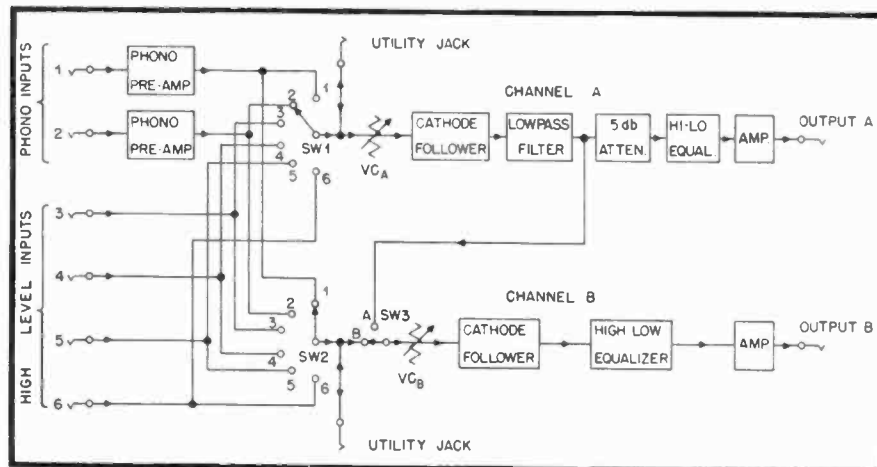 UTILITY JACK
PHONO INPUTS
1
PHONO
PRE-AMP
2
PHONO
PRE-AMP
1
2
3
4
5
6
SW1
VCA
CHANNEL A
CATHODE
FOLLOWER
LOWPASS
FILTER
5 db
ATTEN.
HI-LO
EQUAL.
AMP.
OUTPUT A
HIGH LEVEL INPUTS
3
4
5
6
1
2
3
4
5
6
SW2
A
B
SW3
VCB
CHANNEL B
CATHODE
FOLLOWER
HIGH LOW
EQUALIZER
AMP
OUTPUT B
UTILITY JACK